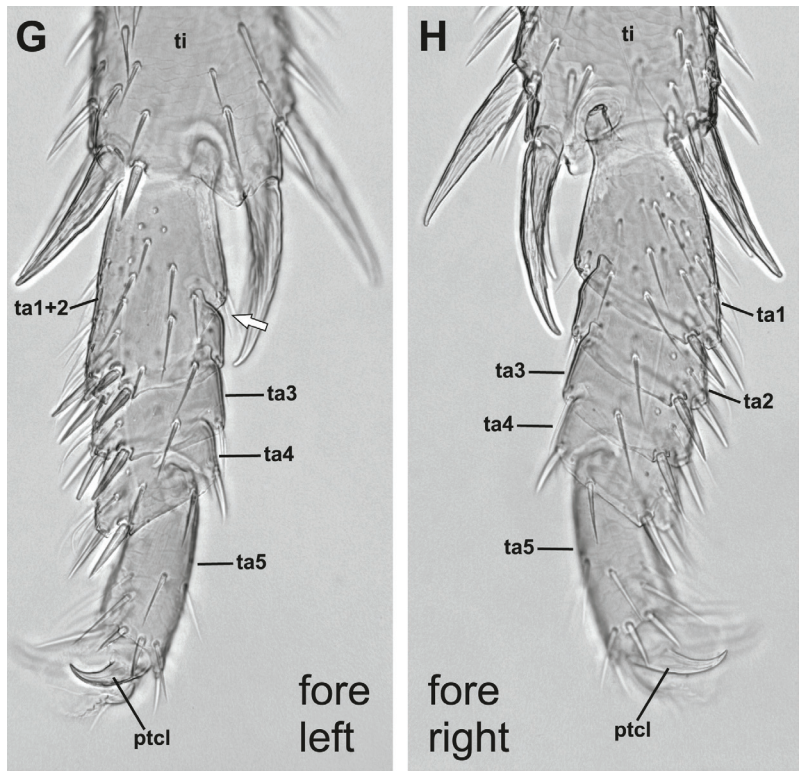 G
ti
ta1+2
ta3
ta4
ta5
ptcl
fore
left
H
ti
ta1
ta3
ta2
ta4
ta5
ptcl
fore
right